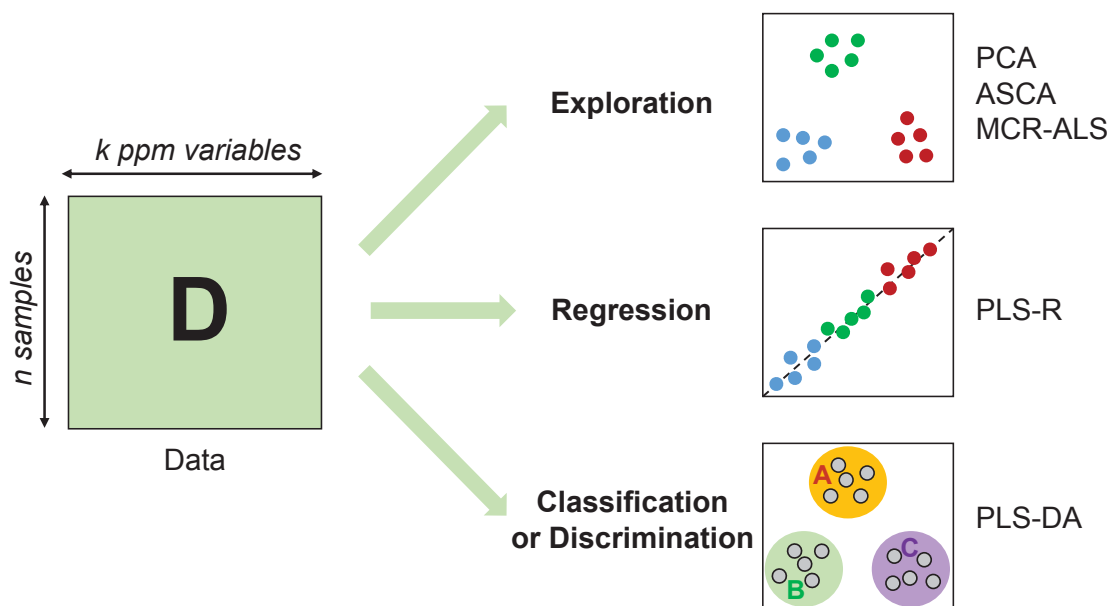 k ppm variables
n samples
D
Data
Exploration
PCA
ASCA
MCR-ALS
Regression
PLS-R
Classification
or Discrimination
A
B
C
PLS-DA